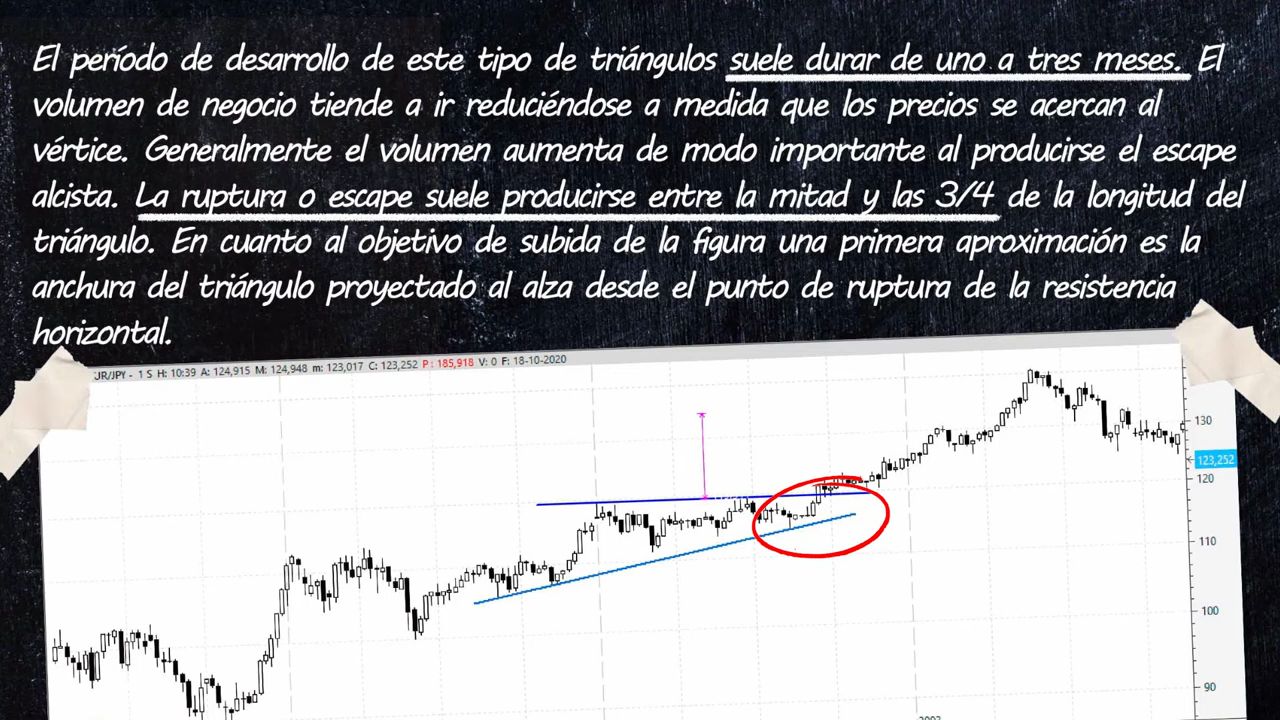 El período de desarrollo de este tipo de triángulos suele durar de uno a tres meses. El
volumen de negocio tiende a ir reduciéndose a medida que los precios se acercan al
vértice. Generalmente el volumen aumenta de modo importante al producirse el escape
alcista. La ruptura o escape suele producirse entre la mitad y las 3/4 de la longitud del
triángulo. En cuanto al objetivo de subida de la figura una primera aproximación es la
anchura del triángulo proyectado al alza desde el punto de ruptura de la resistencia
horizontal.
UR/JPY - 1 S H: 10:39 A: 124,915 M: 124,948 m: 123,017 C: 123,252 P: 185,918 V: 0 F: 18-10-2020
130
123,252
120
110
100
90